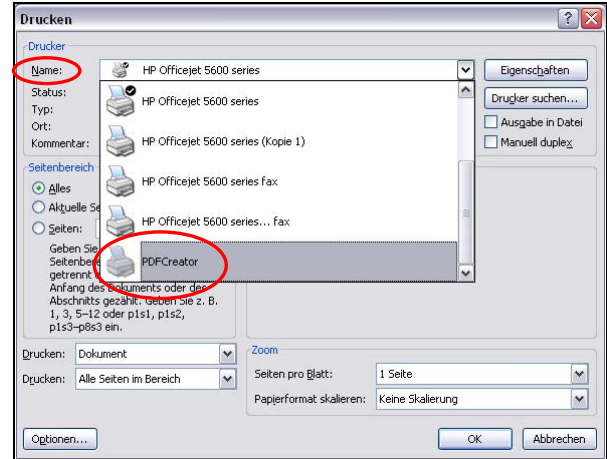 Drucken
Drucker
Name:
HP Officejet 5600 series
Eigenschaften
Status:
HP Officejet 5600 series
Drucker suchen...
Typ:
Ort:
Ausgabe in Datei
Kommentar:
HP Officejet 5600 series (Kopie 1)
Manuell duplex
Seitenbereich
HP Officejet 5600 series fax
Alles
Aktuelle Se
HP Officejet 5600 series... fax
Seiten:
Geben Sie
PDFCreator
Seitenbere
getrennt
Anfang des Dokuments oder des
Abschnitts gezählt. Geben Sie z. B.
1, 3, 5–12 oder p1s1, p1s2,
p1s3–p8s3 ein.
Drucken: Dokument
Zoom
Seiten pro Blatt: 1 Seite
Drucken: Alle Seiten im Bereich
Papierformat skalieren: Keine Skalierung
Optionen...
OK
Abbrechen